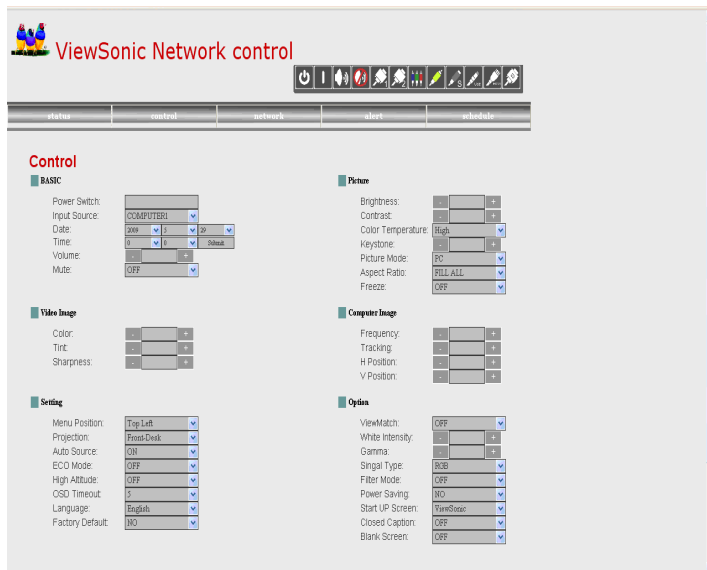 ViewSonic Network control
status control network alert schedule
Control
BASIC
Power Switch:
Input Source: COMPUTER1
Date: 2009 5 29
Time: 0 0 Submit
Volume: - +
Mute: OFF
Picture
Brightness: - +
Contrast: - +
Color Temperature: High
Keystone: - +
Picture Mode: PC
Aspect Ratio: FILL ALL
Freeze: OFF
Video Image
Color: - +
Tint: - +
Sharpness: - +
Computer Image
Frequency: - +
Tracking: - +
H Position: - +
V Position: - +
Setting
Menu Position: Top Left
Projection: Front-Desk
Auto Source: ON
ECO Mode: OFF
High Altitude: OFF
OSD Timeout: 5
Language: English
Factory Default: NO
Option
ViewMatch: OFF
White Intensity: - +
Gamma: - +
Singal Type: RGB
Filter Mode: OFF
Power Saving: NO
Start UP Screen: ViewSonic
Closed Caption: OFF
Blank Screen: OFF